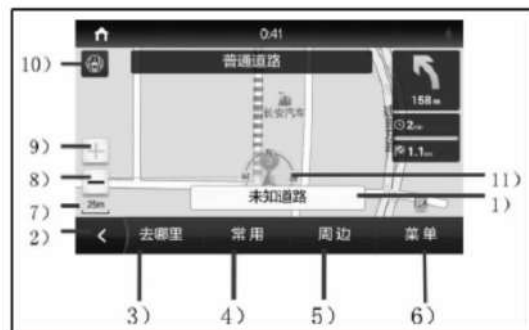 0:41
10)
普通道路
158m
长安汽车
2min
9)
1.1km
8)
11)
未知道路
1)
7)
25m
2)
去哪里
常用
周边
菜单
3)
4)
5)
6)